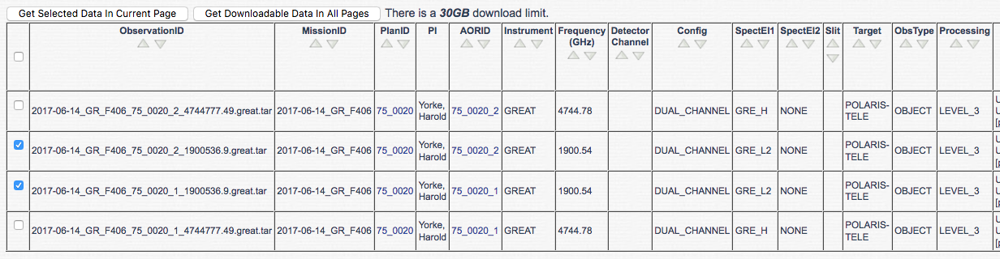 Get Selected Data In Current Page Get Downloadable Data In All Pages There is a 30GB download limit.
ObservationID MissionID PlanID PI AORID Instrument Frequency (GHz) Detector Channel Config SpectEl1 SpectEl2 Slit Target ObsType Processing
2017-06-14_GR_F406_75_0020_2_4744777.49.great.tar 2017-06-14_GR_F406 75_0020 Yorke, Harold 75_0020_2 GREAT 4744.78 DUAL_CHANNEL GRE_H NONE POLARIS-TELE OBJECT LEVEL_3
2017-06-14_GR_F406_75_0020_2_1900536.9.great.tar 2017-06-14_GR_F406 75_0020 Yorke, Harold 75_0020_2 GREAT 1900.54 DUAL_CHANNEL GRE_L2 NONE POLARIS-TELE OBJECT LEVEL_3
2017-06-14_GR_F406_75_0020_1_1900536.9.great.tar 2017-06-14_GR_F406 75_0020 Yorke, Harold 75_0020_1 GREAT 1900.54 DUAL_CHANNEL GRE_L2 NONE POLARIS-TELE OBJECT LEVEL_3
2017-06-14_GR_F406_75_0020_1_4744777.49.great.tar 2017-06-14_GR_F406 75_0020 Yorke, Harold 75_0020_1 GREAT 4744.78 DUAL_CHANNEL GRE_H NONE POLARIS-TELE OBJECT LEVEL_3